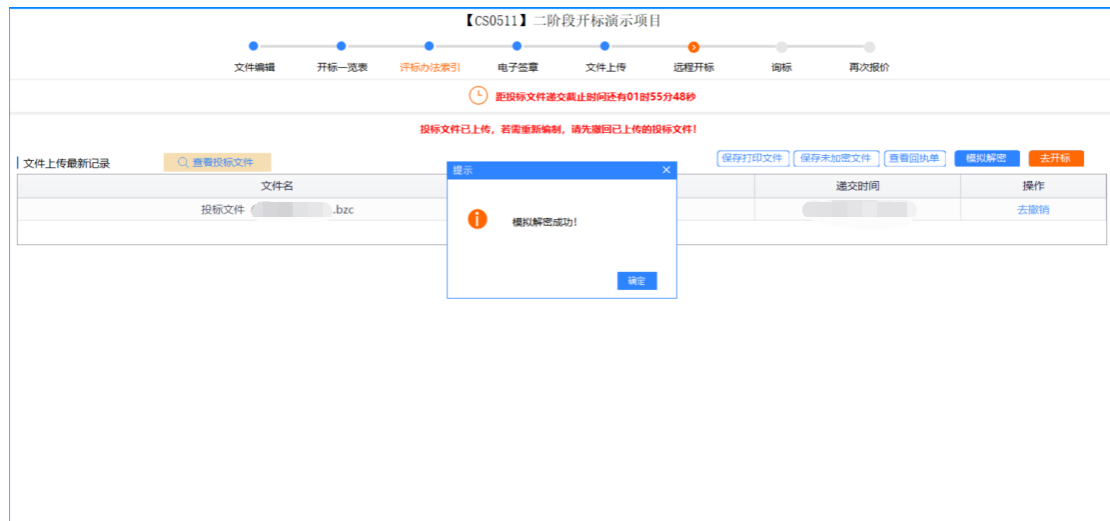 【CS0511】二阶段开标演示项目
文件编辑 开标一览表 评标办法索引 电子签章 文件上传 远程开标 询标 再次报价
距投标文件递交截止时间还有01时55分48秒
投标文件已上传，若需重新编制，请先撤回已上传的投标文件！
文件上传最新记录 查看投标文件 保存打印文件 保存未加密文件 查看回执单 模拟解密 去开标
提示
文件名 递交时间 操作
投标文件 .bzc 去撤销
模拟解密成功!
确定